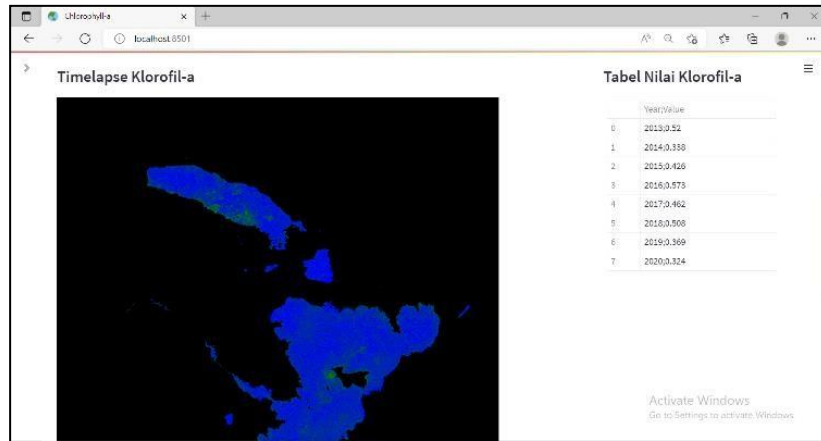 Chlorophyll-a
localhost:8501
Timelapse Klorofil-a
Tabel Nilai Klorofil-a
Year;Value
0 2013;0.52
1 2014;0.338
2 2015;0.426
3 2016;0.573
4 2017;0.462
5 2018;0.508
6 2019;0.369
7 2020;0.324
Activate Windows
Go to Settings to activate Windows.